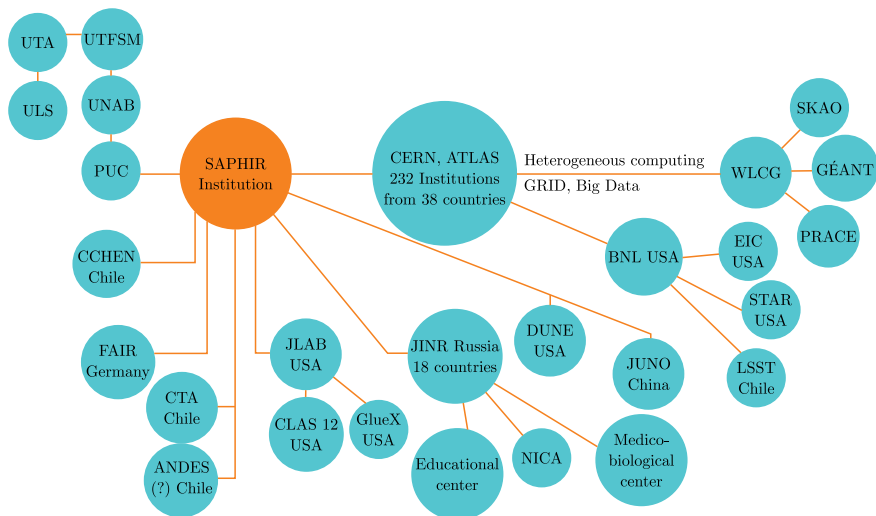 UTA
UTFSM
ULS
UNAB
PUC
SAPHIR
Institution
CERN, ATLAS
232 Institutions
from 38 countries
Heterogeneous computing
GRID, Big Data
WLCG
SKAO
GÉANT
PRACE
CCHEN
Chile
BNL USA
EIC
USA
STAR
USA
LSST
Chile
FAIR
Germany
JLAB
USA
JINR Russia
18 countries
DUNE
USA
JUNO
China
CTA
Chile
CLAS 12
USA
GlueX
USA
ANDES
(?) Chile
Educational
center
NICA
Medico-
biological
center